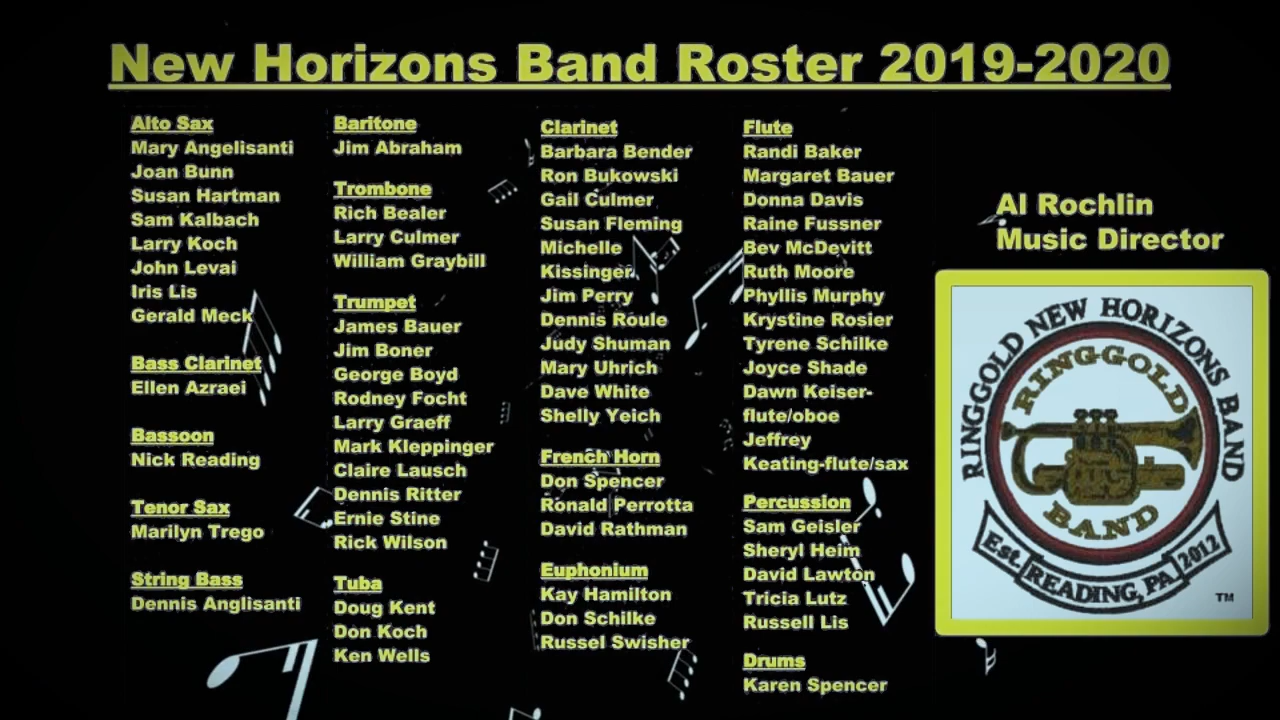 New Horizons Band Roster 2019-2020
Alto Sax
Mary Angelisanti
Joan Bunn
Susan Hartman
Sam Kalbach
Larry Koch
John Levai
Iris Lis
Gerald Meck
Bass Clarinet
Ellen Azraei
Bassoon
Nick Reading
Tenor Sax
Marilyn Trego
String Bass
Dennis Anglisanti
Baritone
Jim Abraham
Trombone
Rich Bealer
Larry Culmer
William Graybill
Trumpet
James Bauer
Jim Boner
George Boyd
Rodney Focht
Larry Graeff
Mark Kleppinger
Claire Lausch
Dennis Ritter
Ernie Stine
Rick Wilson
Tuba
Doug Kent
Don Koch
Ken Wells
Clarinet
Barbara Bender
Ron Bukowski
Gail Culmer
Susan Fleming
Michelle
Kissinger
Jim Perry
Dennis Roule
Judy Shuman
Mary Uhrich
Dave White
Shelly Yeich
French Horn
Don Spencer
Ronald Perrotta
David Rathman
Euphonium
Kay Hamilton
Don Schilke
Russel Swisher
Flute
Randi Baker
Margaret Bauer
Donna Davis
Raine Fussner
Bev McDevitt
Ruth Moore
Phyllis Murphy
Krystine Rosier
Tyrene Schilke
Joyce Shade
Dawn Keiser-
flute/oboe
Jeffrey
Keating-flute/sax
Percussion
Sam Geisler
Sheryl Heim
David Lawton
Tricia Lutz
Russell Lis
Drums
Karen Spencer
Al Rochlin
Music Director
RINGGOLD NEW HORIZONS BAND
RINGGOLD
BAND
Est. READING, PA 2012
TM